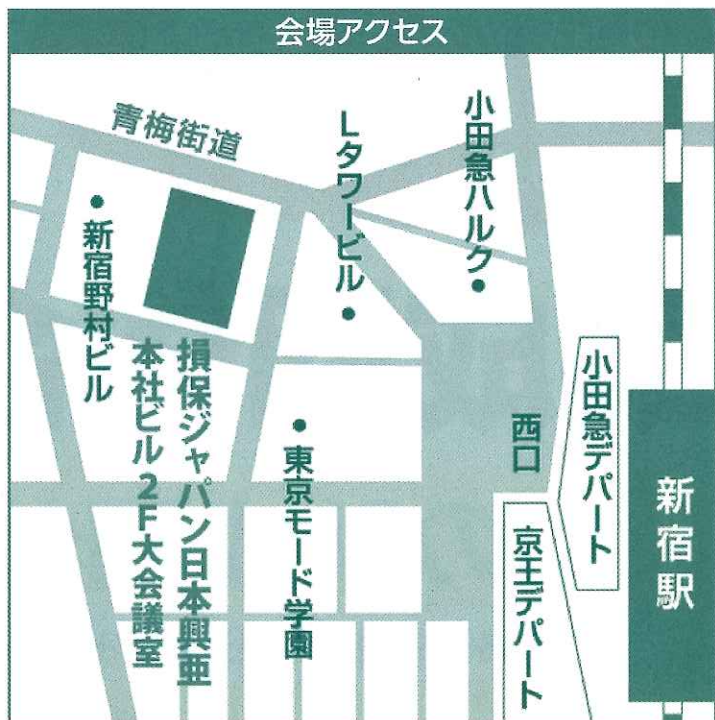 会場アクセス
青梅街道
Lタワービル
小田急ハルク
新宿野村ビル
損保ジャパン日本興亜
本社ビル2F大会議室
東京モード学園
西口
小田急デパート
京王デパート
新宿駅